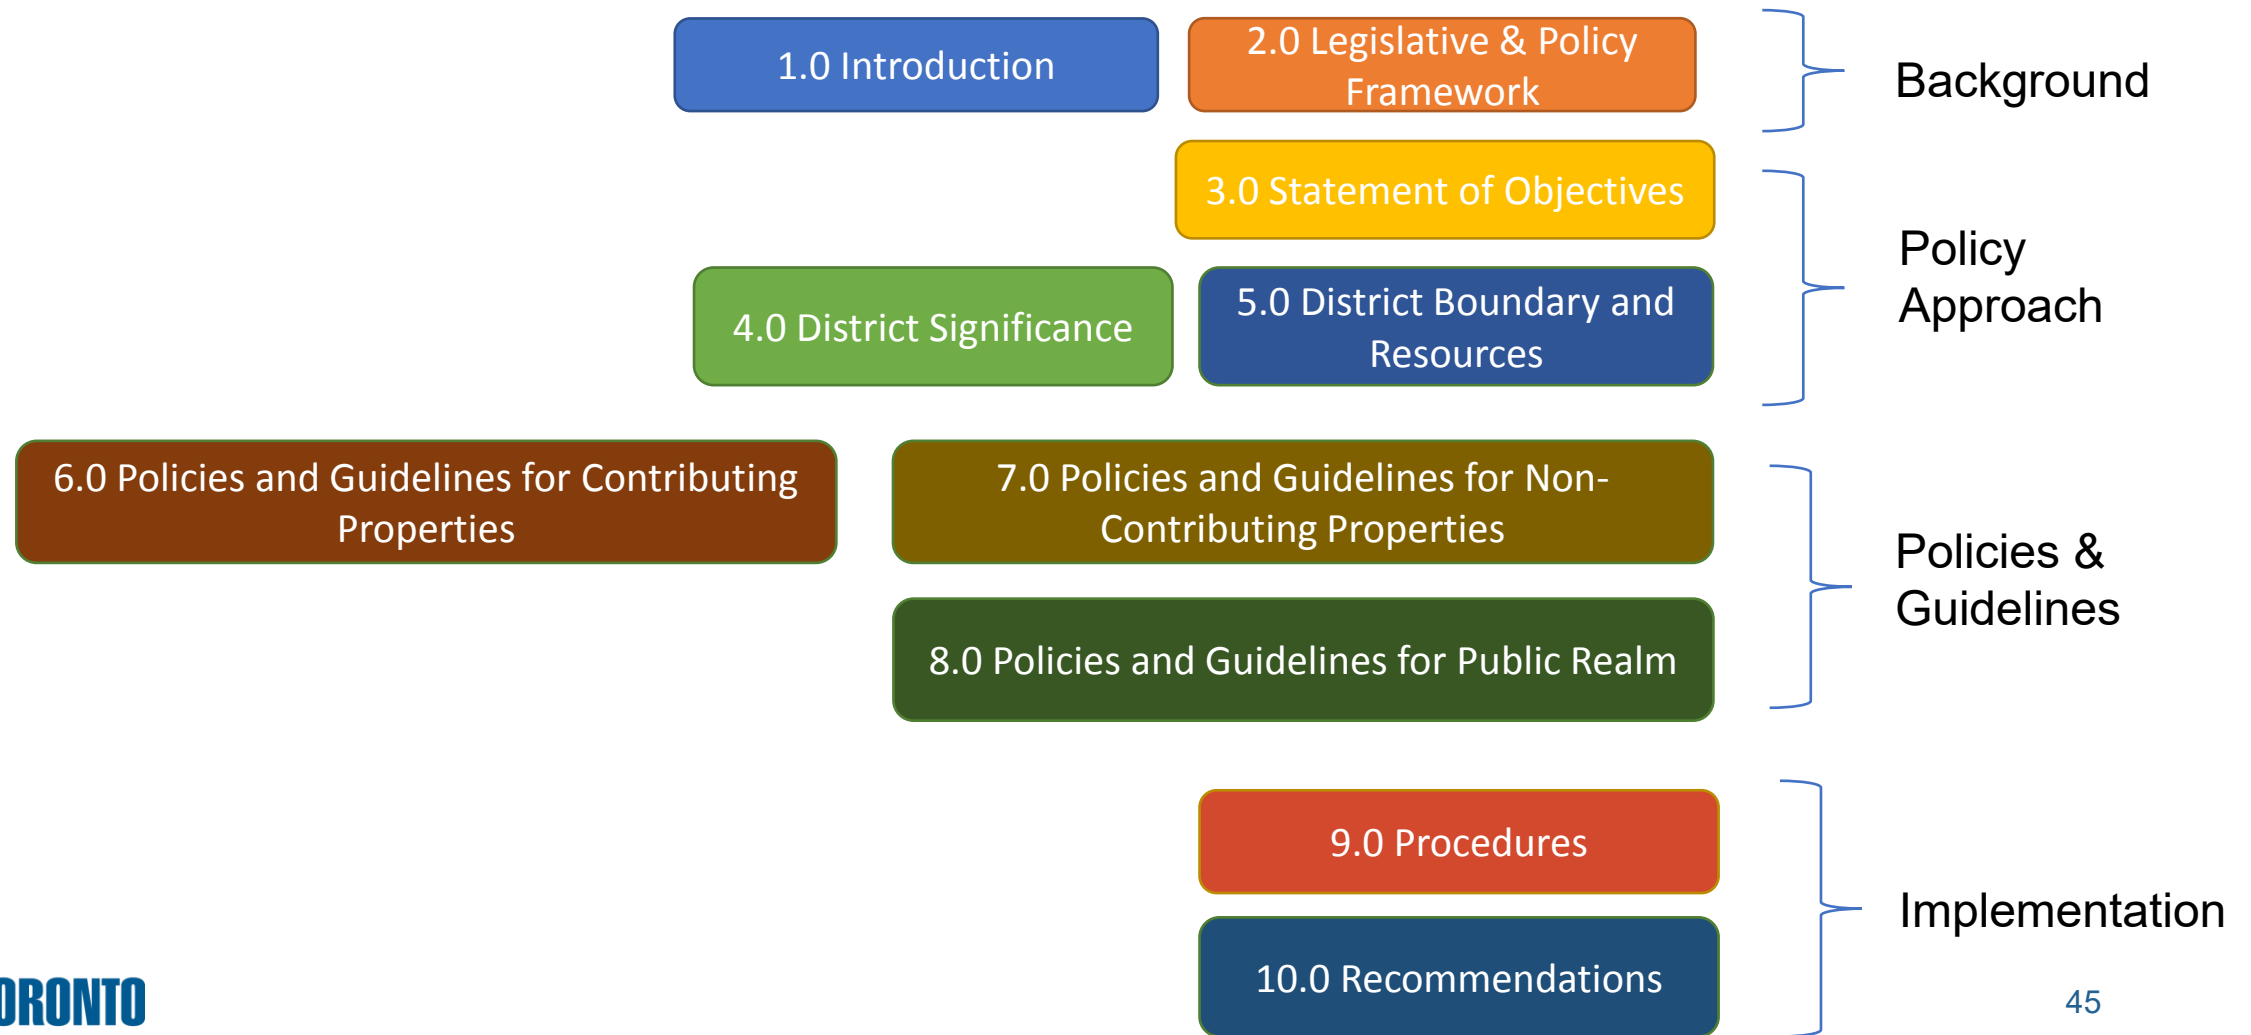 1.0 Introduction
2.0 Legislative & Policy
Framework
Background
3.0 Statement of Objectives
4.0 District Significance
5.0 District Boundary and
Resources
Policy
Approach
6.0 Policies and Guidelines for Contributing
Properties
7.0 Policies and Guidelines for Non-
Contributing Properties
8.0 Policies and Guidelines for Public Realm
Policies &
Guidelines
9.0 Procedures
10.0 Recommendations
Implementation
ORONTO
45